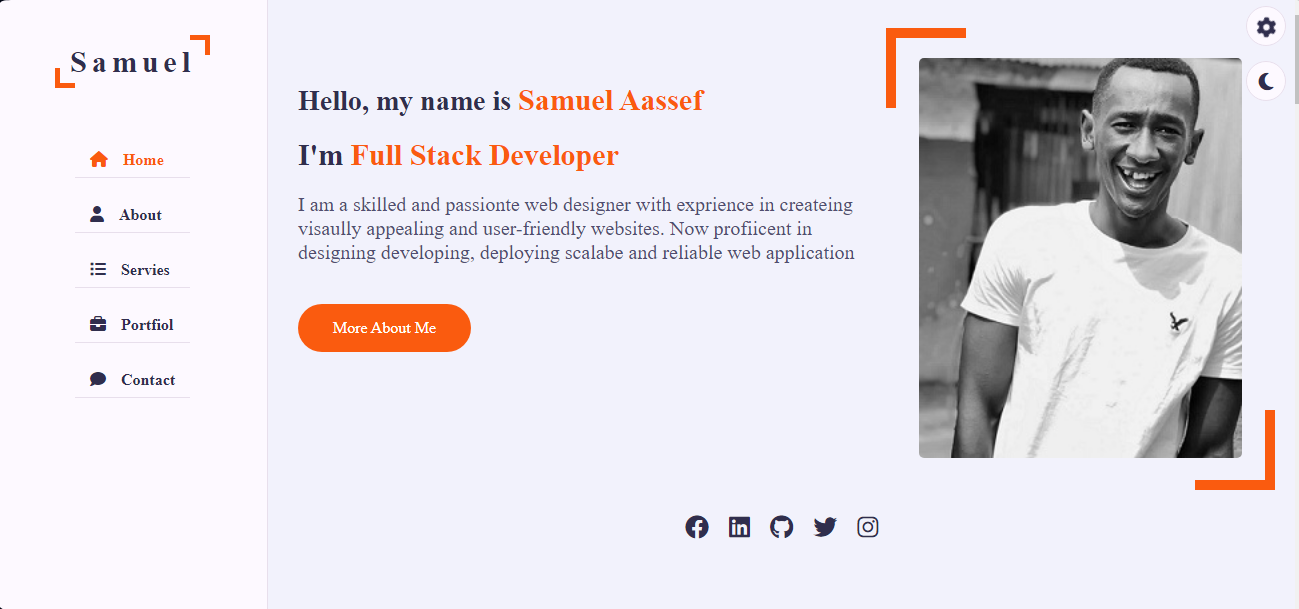 Samuel
Home
About
Servies
Portfiol
Contact
Hello, my name is Samuel Aassef
I'm Full Stack Developer
I am a skilled and passionte web designer with exprience in createing
visaully appealing and user-friendly websites. Now profiicent in
designing developing, deploying scalabe and reliable web application
More About Me